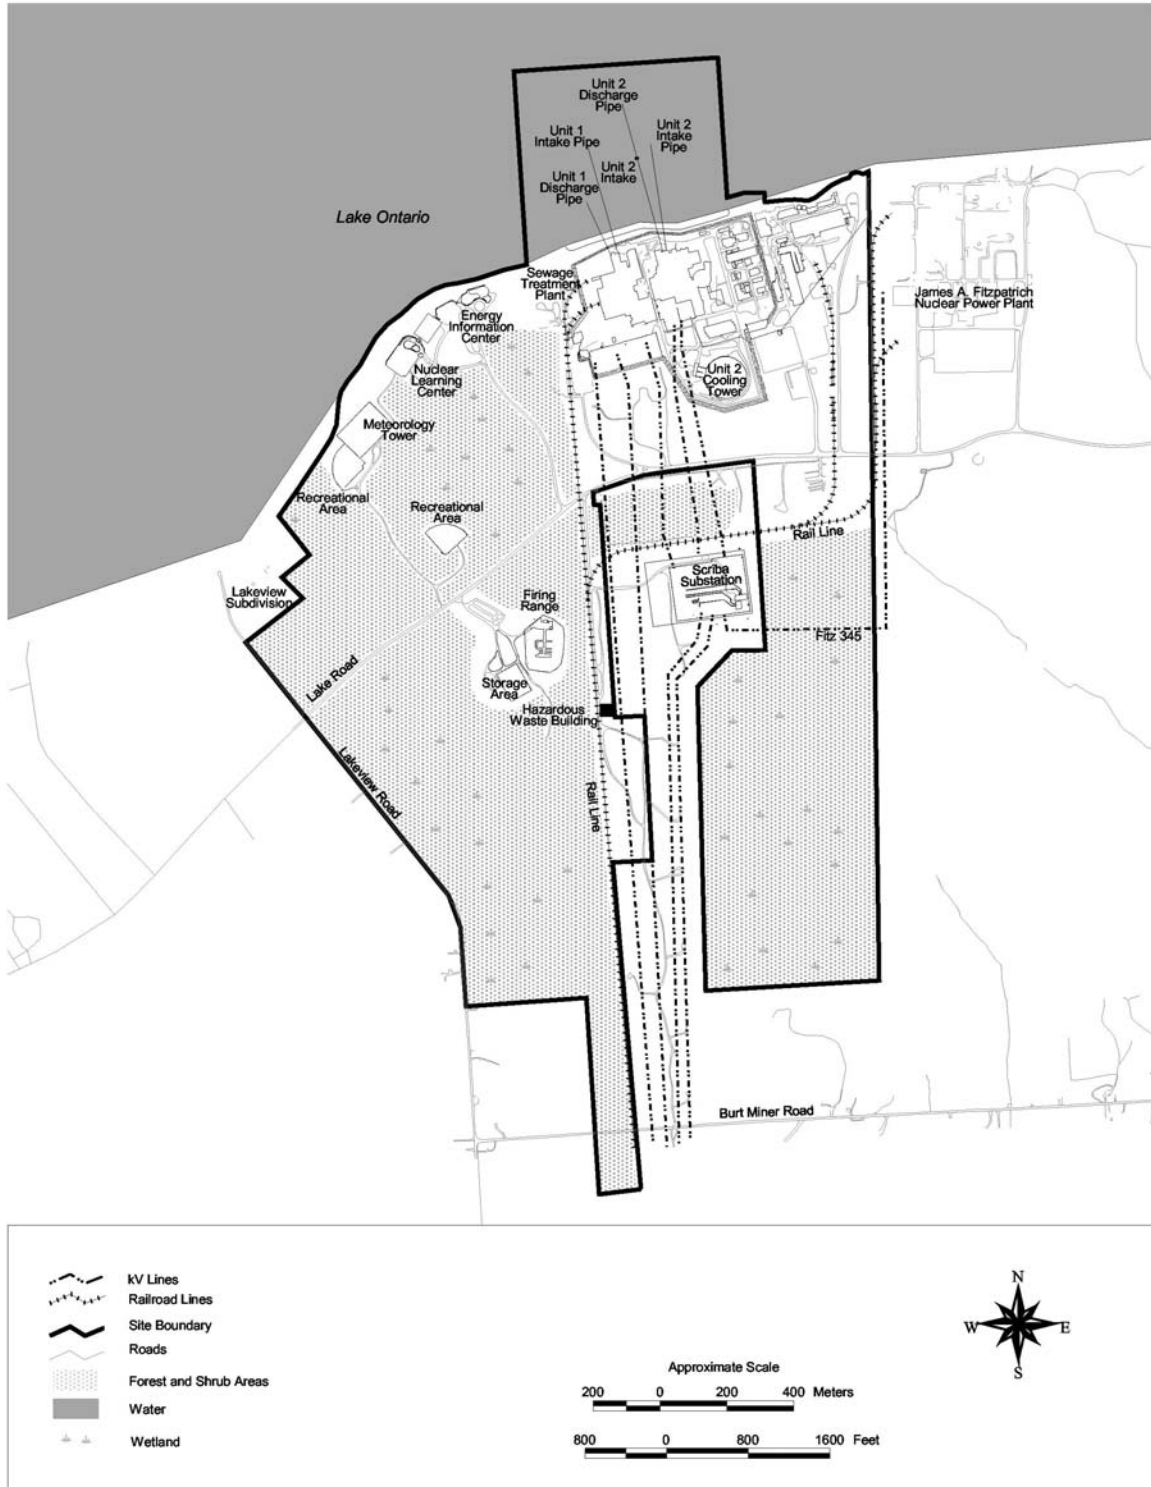 Unit 2
Discharge
Pipe
Unit 1
Intake Pipe
Unit 2
Intake
Pipe
Unit 2
Intake
Unit 1
Discharge
Pipe
Lake Ontario
Sewage
Treatment
Plant
James A. Fitzpatrich
Nuclear Power Plant
Energy
Information
Center
Nuclear
Learning
Center
Unit 2
Cooling
Tower
Meteorology
Tower
Recreational
Area
Recreational
Area
Rail Line
Scriba
Substation
Lakeview
Subdivision
Firing
Range
Fitz 345
Lake Road
Storage
Area
Hazardous
Waste Building
Lakeview Road
Rail Line
Burt Miner Road
kV Lines
Railroad Lines
Site Boundary
Roads
Forest and Shrub Areas
Water
Wetland
Approximate Scale
200 0 200 400 Meters
800 0 800 1600 Feet
N
W E
S